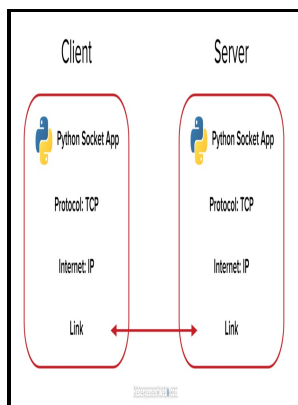 Client
Server
Python Socket App
Python Socket App
Protocol: TCP
Protocol: TCP
Internet: IP
Internet: IP
Link
Link